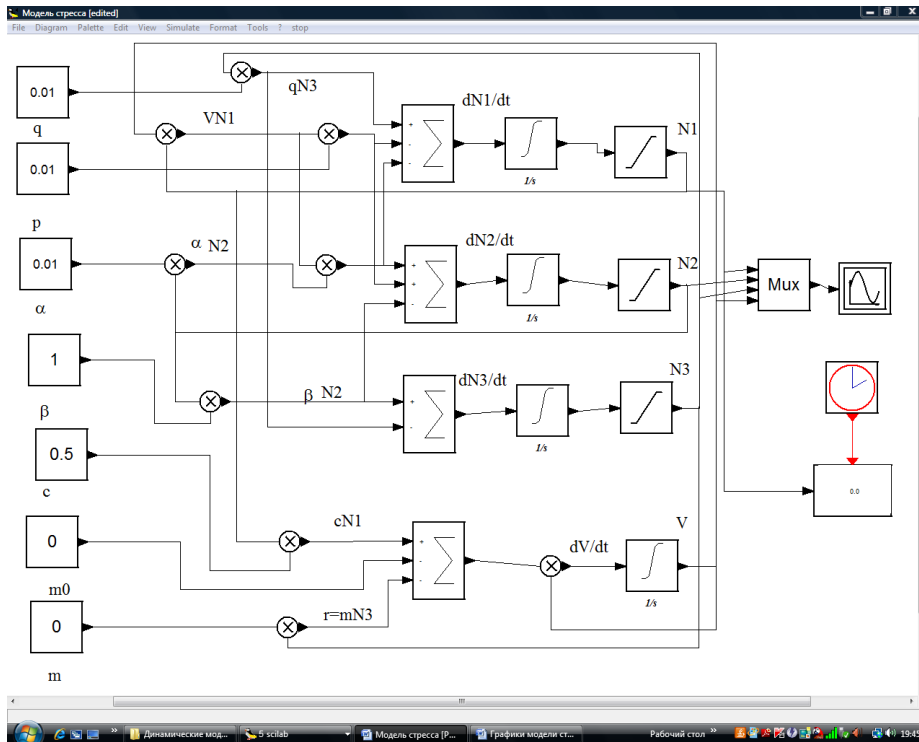 Модель стресса [edited]
File Diagram Palette Edit View Simulate Format Tools ? stop
0.01
q
0.01
p
0.01
α
1
β
0.5
c
0
m0
0
m
qN3
VN1
α N2
β N2
cN1
r=mN3
+
-
-
dN1/dt
1/s
N1
+
+
-
dN2/dt
1/s
N2
+
-
dN3/dt
1/s
N3
+
-
-
dV/dt
1/s
V
Mux
0.0
Динамические мод...
5 scilab
Модель стресса [P...
Графики модели ст...
Рабочий стол
»
19:4